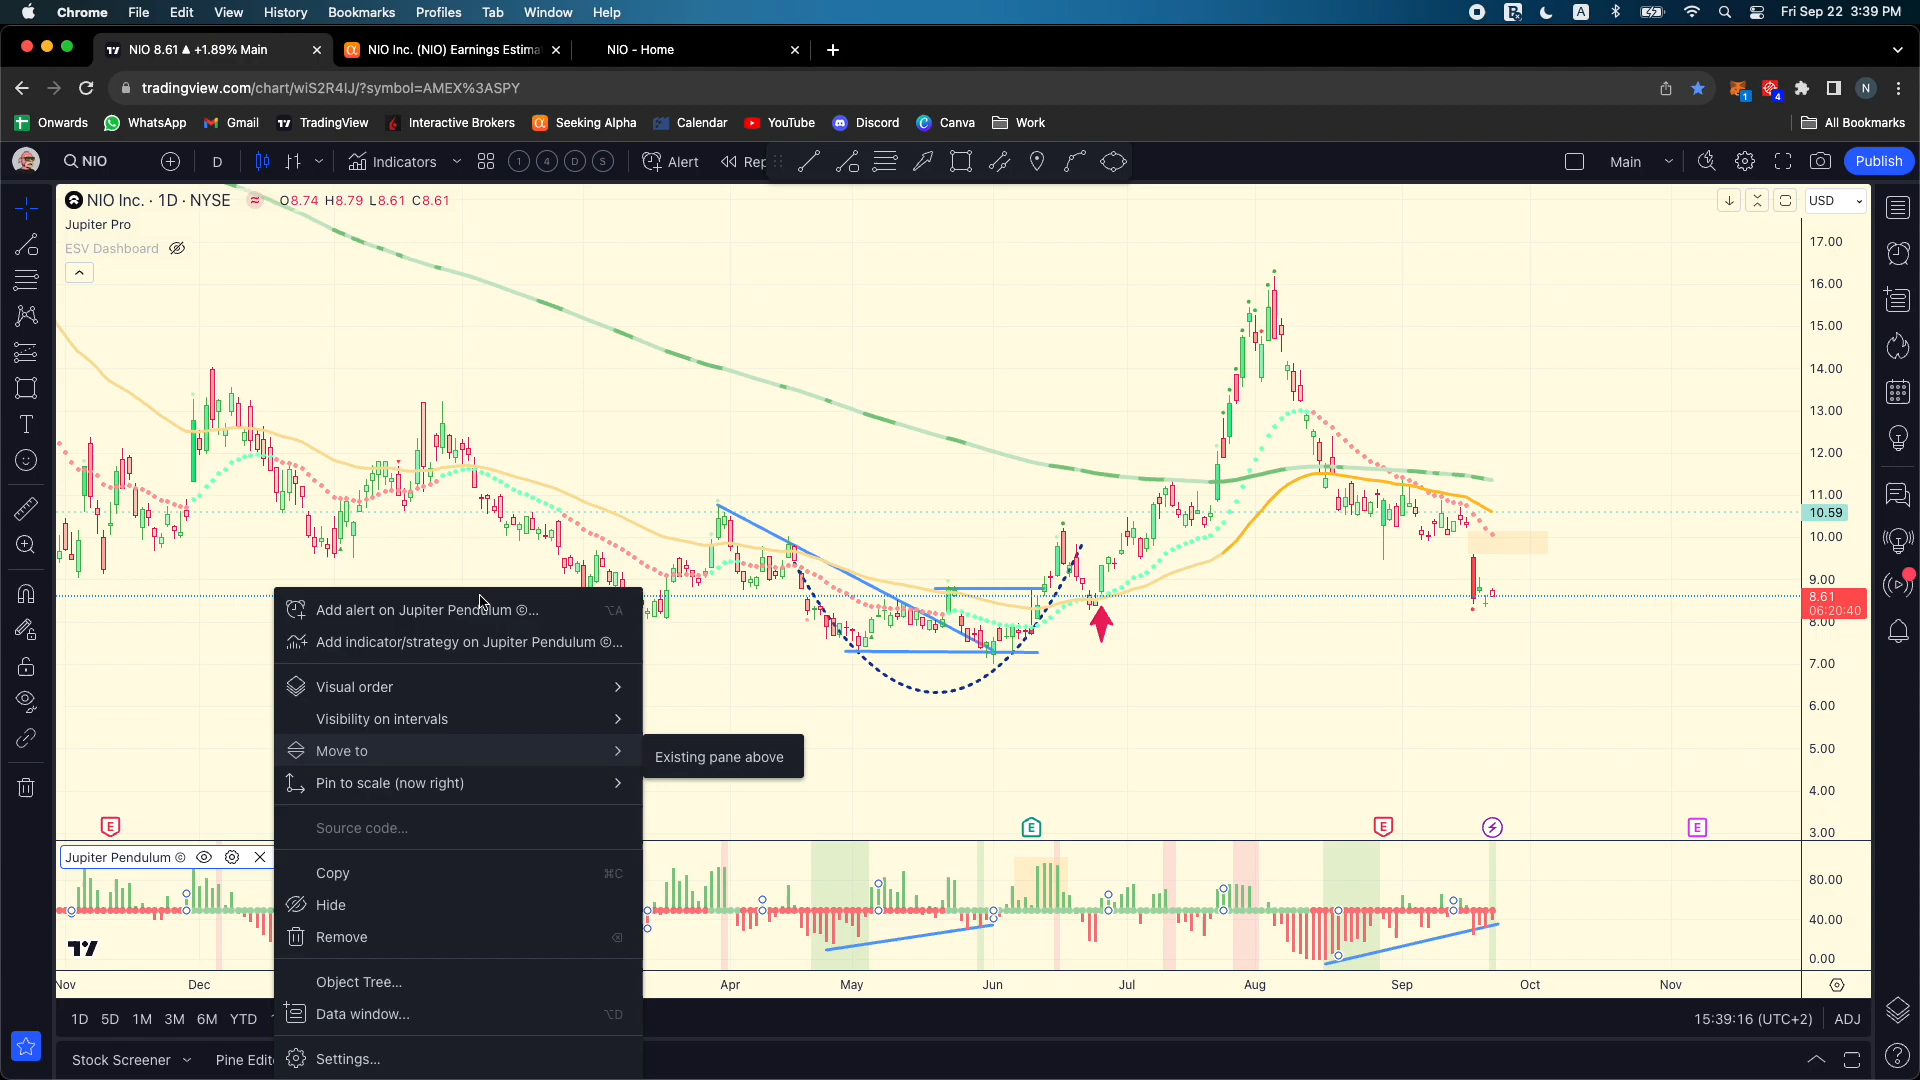 Chrome File Edit View History Bookmarks Profiles Tab Window Help
A Fri Sep 22 3:39 PM
NIO 8.61 ▲ +1.89% Main
NIO Inc. (NIO) Earnings Estima
NIO - Home
tradingview.com/chart/wiS2R4IJ/?symbol=AMEX%3ASPY
1 4 N
Onwards WhatsApp Gmail TradingView Interactive Brokers Seeking Alpha Calendar YouTube Discord Canva Work All Bookmarks
NIO D Indicators 1 4 D S Alert Rep Main Publish
NIO Inc. · 1D · NYSE O8.74 H8.79 L8.61 C8.61 USD
Jupiter Pro
ESV Dashboard
17.00
16.00
15.00
14.00
13.00
12.00
11.00
10.59
10.00
9.00
8.61
06:20:40
8.00
7.00
6.00
5.00
4.00
3.00
Add alert on Jupiter Pendulum ©... ⌥A
Add indicator/strategy on Jupiter Pendulum ©...
Visual order
Visibility on intervals
Move to
Existing pane above
Pin to scale (now right)
Source code...
Copy ⌘C
Hide
Remove ⌫
Object Tree...
Data window... ⌥D
Settings...
E E E E
Jupiter Pendulum ©
80.00
40.00
0.00
Nov Dec Apr May Jun Jul Aug Sep Oct Nov
1D 5D 1M 3M 6M YTD 15:39:16 (UTC+2) ADJ
Stock Screener Pine Edit